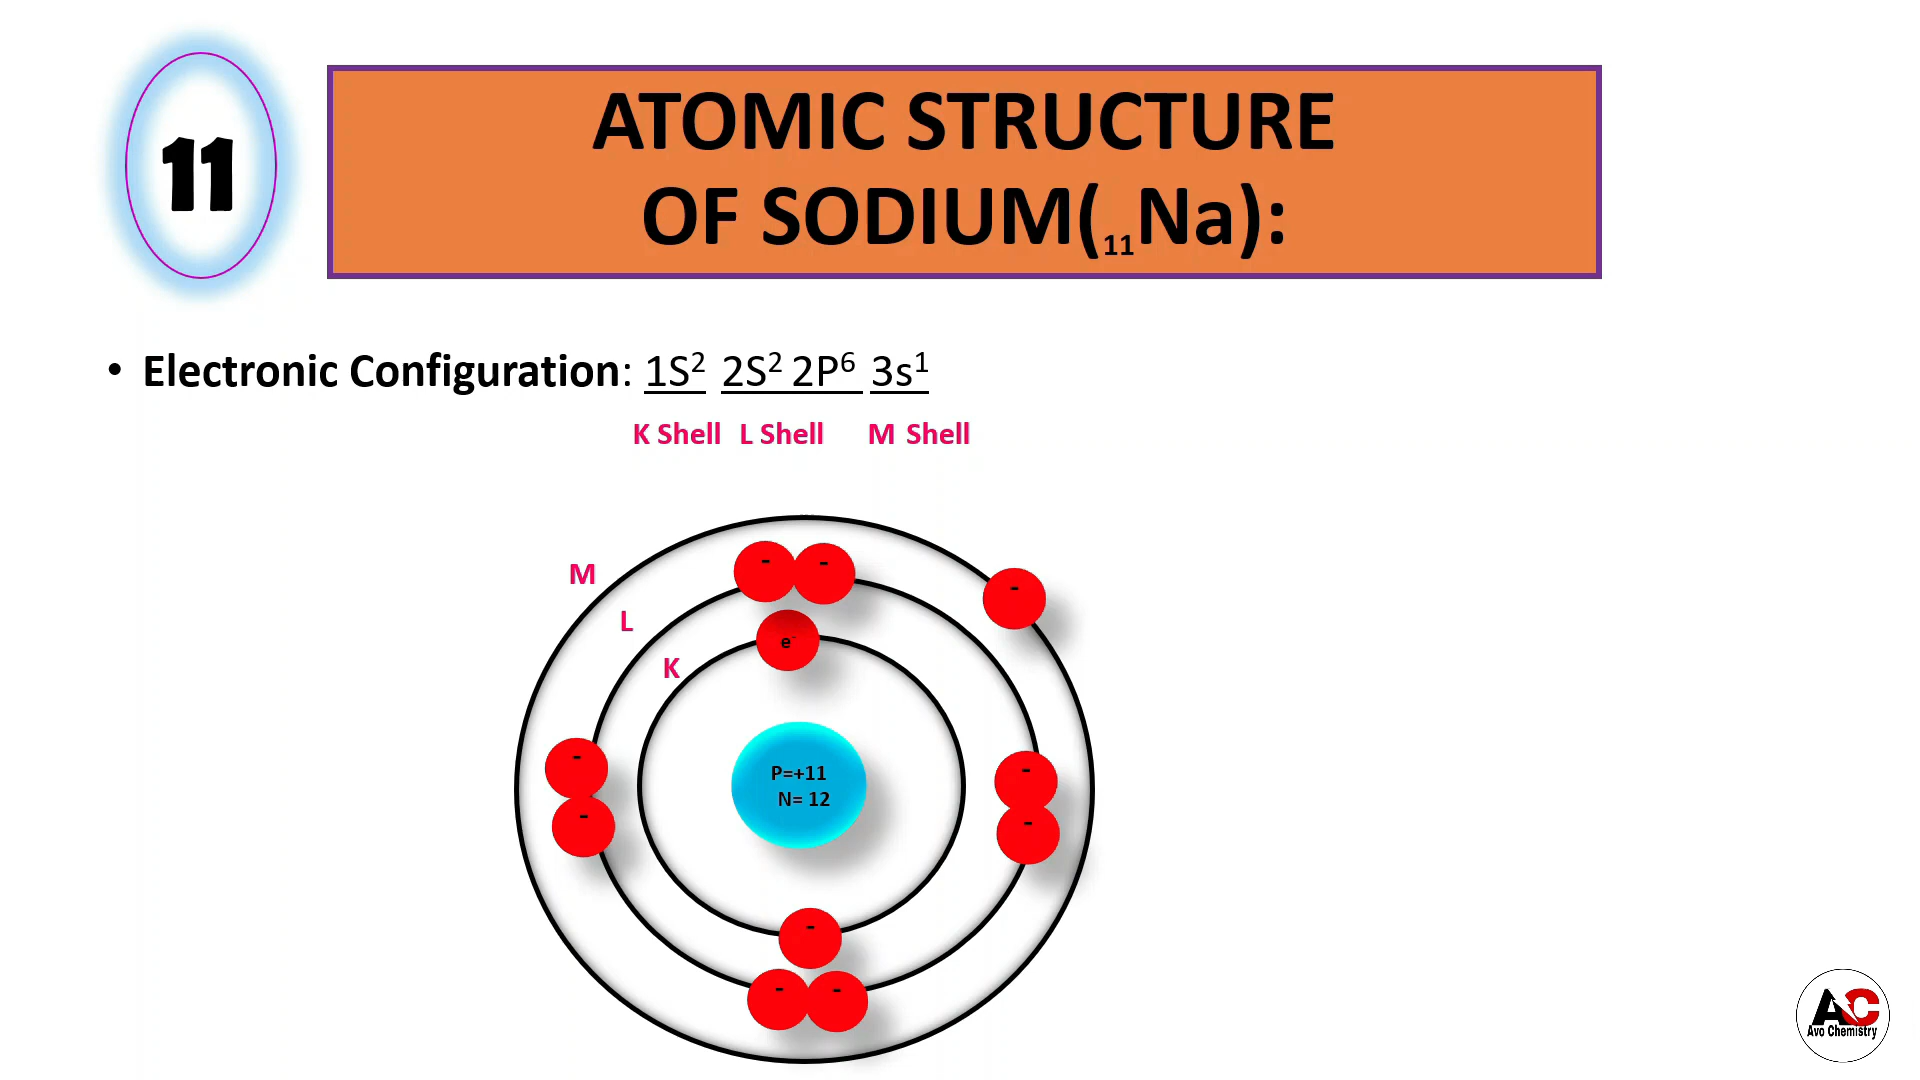 11
ATOMIC STRUCTURE
OF SODIUM(₁₁Na):
• Electronic Configuration: 1S² 2S² 2P⁶ 3s¹
K Shell L Shell M Shell
M
L
K
- -
-
e⁻
P=+11
N= 12
-
-
-
-
-
- -
AC
Avo Chemistry